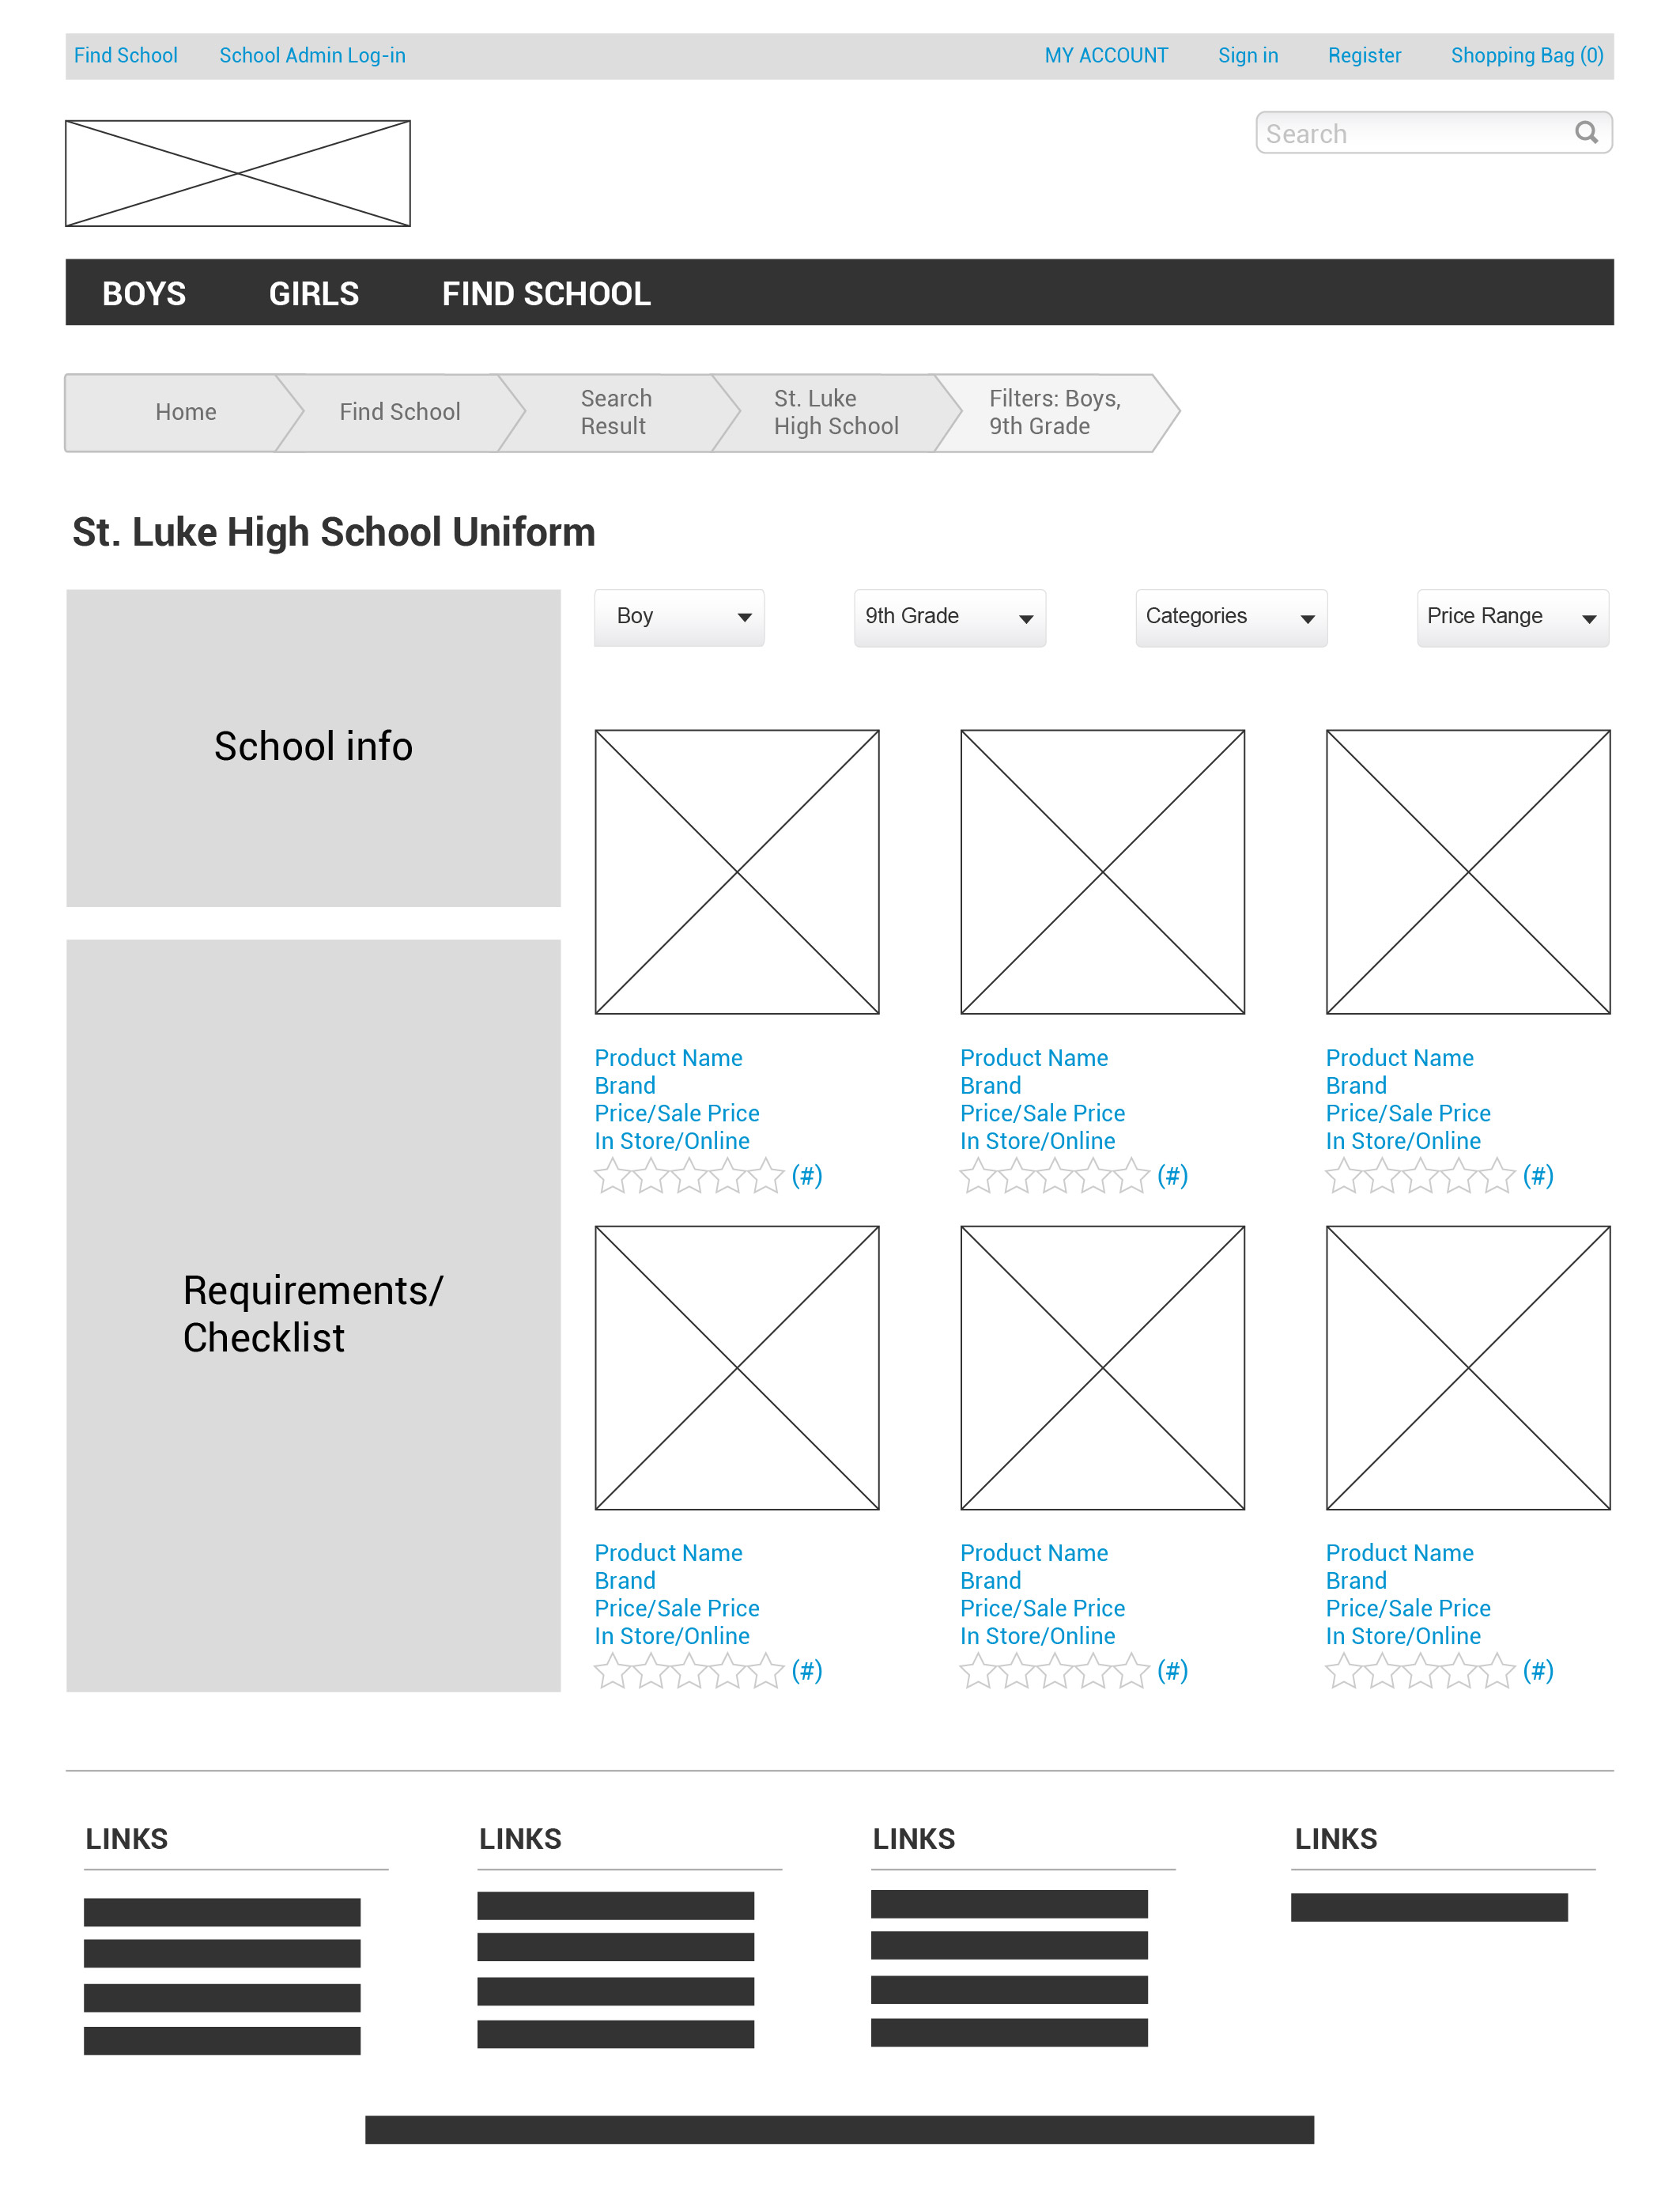 Find School School Admin Log-in MY ACCOUNT Sign in Register Shopping Bag (0)
Search
BOYS GIRLS FIND SCHOOL
Home
Find School
Search
Result
St. Luke
High School
Filters: Boys,
9th Grade
St. Luke High School Uniform
Boy 9th Grade Categories Price Range
School info
Requirements/
Checklist
Product Name
Brand
Price/Sale Price
In Store/Online
(#)
Product Name
Brand
Price/Sale Price
In Store/Online
(#)
Product Name
Brand
Price/Sale Price
In Store/Online
(#)
Product Name
Brand
Price/Sale Price
In Store/Online
(#)
Product Name
Brand
Price/Sale Price
In Store/Online
(#)
Product Name
Brand
Price/Sale Price
In Store/Online
(#)
LINKS LINKS LINKS LINKS